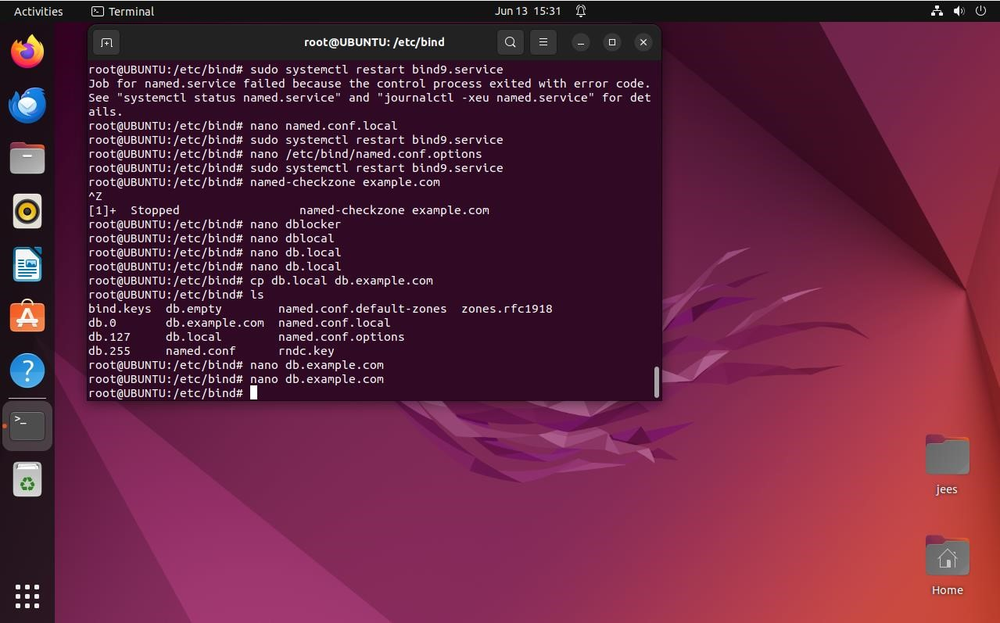 Activities Terminal Jun 13 15:31
root@UBUNTU: /etc/bind
root@UBUNTU:/etc/bind# sudo systemctl restart bind9.service
Job for named.service failed because the control process exited with error code.
See "systemctl status named.service" and "journalctl -xeu named.service" for det
ails.
root@UBUNTU:/etc/bind# nano named.conf.local
root@UBUNTU:/etc/bind# sudo systemctl restart bind9.service
root@UBUNTU:/etc/bind# nano /etc/bind/named.conf.options
root@UBUNTU:/etc/bind# sudo systemctl restart bind9.service
root@UBUNTU:/etc/bind# named-checkzone example.com
^Z
[1]+  Stopped                 named-checkzone example.com
root@UBUNTU:/etc/bind# nano dblocker
root@UBUNTU:/etc/bind# nano dblocal
root@UBUNTU:/etc/bind# nano db.local
root@UBUNTU:/etc/bind# nano db.local
root@UBUNTU:/etc/bind# cp db.local db.example.com
root@UBUNTU:/etc/bind# ls
bind.keys  db.empty        named.conf.default-zones  zones.rfc1918
db.0       db.example.com  named.conf.local
db.127     db.local        named.conf.options
db.255     named.conf      rndc.key
root@UBUNTU:/etc/bind# nano db.example.com
root@UBUNTU:/etc/bind# nano db.example.com
root@UBUNTU:/etc/bind#
jees
Home